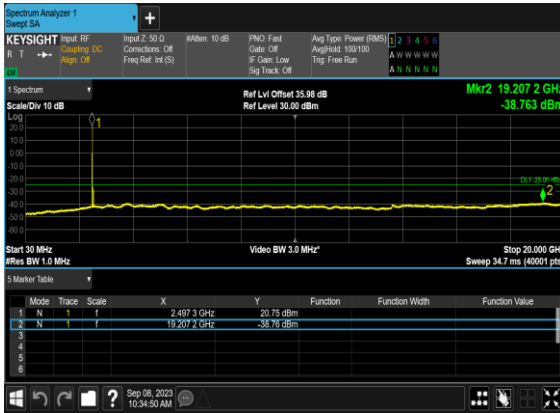 Spectrum Analyzer 1
Swept SA
KEYSIGHT
R T
LXI
Input: RF
Coupling: DC
Align: Off
Input Z: 50 Ω
Corrections: Off
Freq Ref: Int (S)
#Atten: 10 dB
PNO: Fast
Gate: Off
IF Gain: Low
Sig Track: Off
Avg Type: Power (RMS)
Avg|Hold: 100/100
Trig: Free Run
1 2 3 4 5 6
A W W W W W
A N N N N N
1 Spectrum
Scale/Div 10 dB
Ref Lvl Offset 35.98 dB
Ref Level 30.00 dBm
Mkr2 19.207 2 GHz
-38.763 dBm
Log
20.0
10.0
0.00
-10.0
-20.0
-30.0
-40.0
-50.0
-60.0
1
DL1 -25.00 dBm
2
Start 30 MHz
#Res BW 1.0 MHz
Video BW 3.0 MHz*
Stop 20.000 GHz
Sweep 34.7 ms (40001 pts)
5 Marker Table
Mode Trace Scale X Y Function Function Width Function Value
1 N 1 f 2.497 3 GHz 20.75 dBm
2 N 1 f 19.207 2 GHz -38.76 dBm
3
4
5
6
Sep 08, 2023
10:34:50 AM